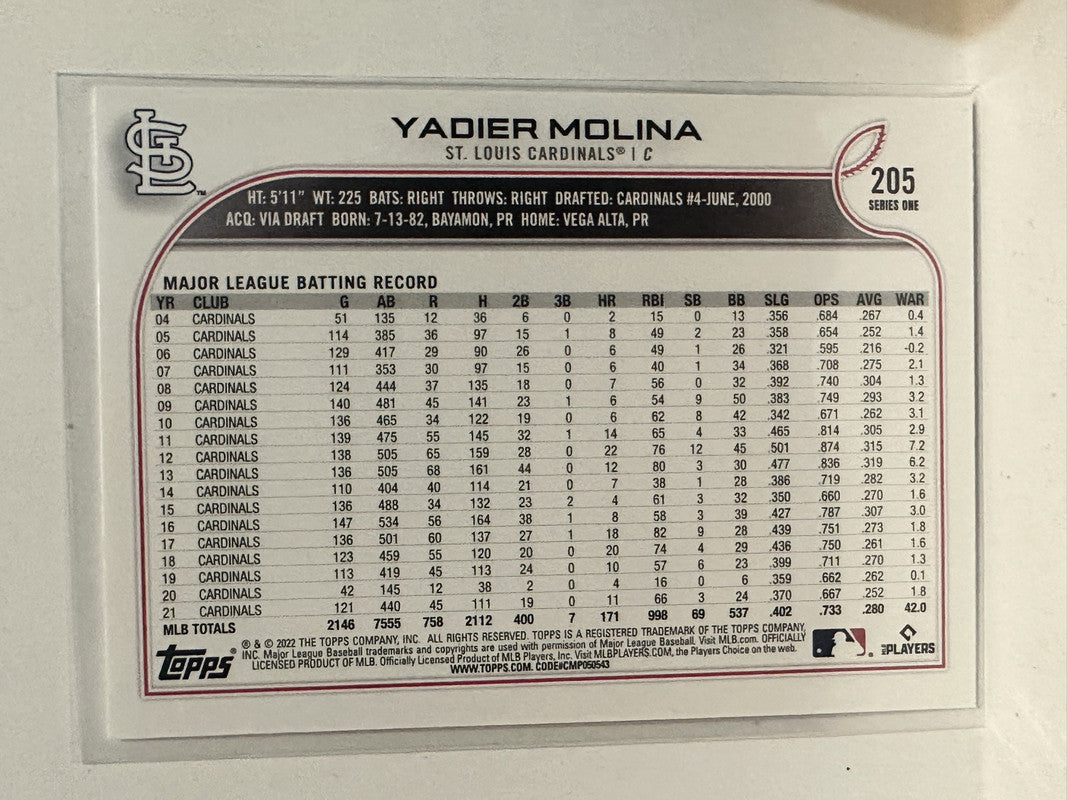 STL
™
YADIER MOLINA
ST. LOUIS CARDINALS® | C
205
SERIES ONE
HT: 5'11" WT: 225 BATS: RIGHT THROWS: RIGHT DRAFTED: CARDINALS #4-JUNE, 2000
ACQ: VIA DRAFT BORN: 7-13-82, BAYAMON, PR HOME: VEGA ALTA, PR
MAJOR LEAGUE BATTING RECORD
YR CLUB G AB R H 2B 3B HR RBI SB BB SLG OPS AVG WAR
04 CARDINALS 51 135 12 36 6 0 2 15 0 13 .356 .684 .267 0.4
05 CARDINALS 114 385 36 97 15 1 8 49 2 23 .358 .654 .252 1.4
06 CARDINALS 129 417 29 90 26 0 6 49 1 26 .321 .595 .216 -0.2
07 CARDINALS 111 353 30 97 15 0 6 40 1 34 .368 .708 .275 2.1
08 CARDINALS 124 444 37 135 18 0 7 56 0 32 .392 .740 .304 1.3
09 CARDINALS 140 481 45 141 23 1 6 54 9 50 .383 .749 .293 3.2
10 CARDINALS 136 465 34 122 19 0 6 62 8 42 .342 .671 .262 3.1
11 CARDINALS 139 475 55 145 32 1 14 65 4 33 .465 .814 .305 2.9
12 CARDINALS 138 505 65 159 28 0 22 76 12 45 .501 .874 .315 7.2
13 CARDINALS 136 505 68 161 44 0 12 80 3 30 .477 .836 .319 6.2
14 CARDINALS 110 404 40 114 21 0 7 38 1 28 .386 .719 .282 3.2
15 CARDINALS 136 488 34 132 23 2 4 61 3 32 .350 .660 .270 1.6
16 CARDINALS 147 534 56 164 38 1 8 58 3 39 .427 .787 .307 3.0
17 CARDINALS 136 501 60 137 27 1 18 82 9 28 .439 .751 .273 1.8
18 CARDINALS 123 459 55 120 20 0 20 74 4 29 .436 .750 .261 1.6
19 CARDINALS 113 419 45 113 24 0 10 57 6 23 .399 .711 .270 1.3
20 CARDINALS 42 145 12 38 2 0 4 16 0 6 .359 .662 .262 0.1
21 CARDINALS 121 440 45 111 19 0 11 66 3 24 .370 .667 .252 1.8
MLB TOTALS 2146 7555 758 2112 400 7 171 998 69 537 .402 .733 .280 42.0
TOPPS®
® & © 2022 THE TOPPS COMPANY, INC. ALL RIGHTS RESERVED. TOPPS IS A REGISTERED TRADEMARK OF THE TOPPS COMPANY,
INC. Major League Baseball trademarks and copyrights are used with permission of Major League Baseball. Visit MLB.com. OFFICIALLY
LICENSED PRODUCT OF MLB. Officially Licensed Product of MLB Players, Inc. Visit MLBPLAYERS.COM, the Players Choice on the web.
WWW.TOPPS.COM. CODE#CMP050543
MLB PLAYERS